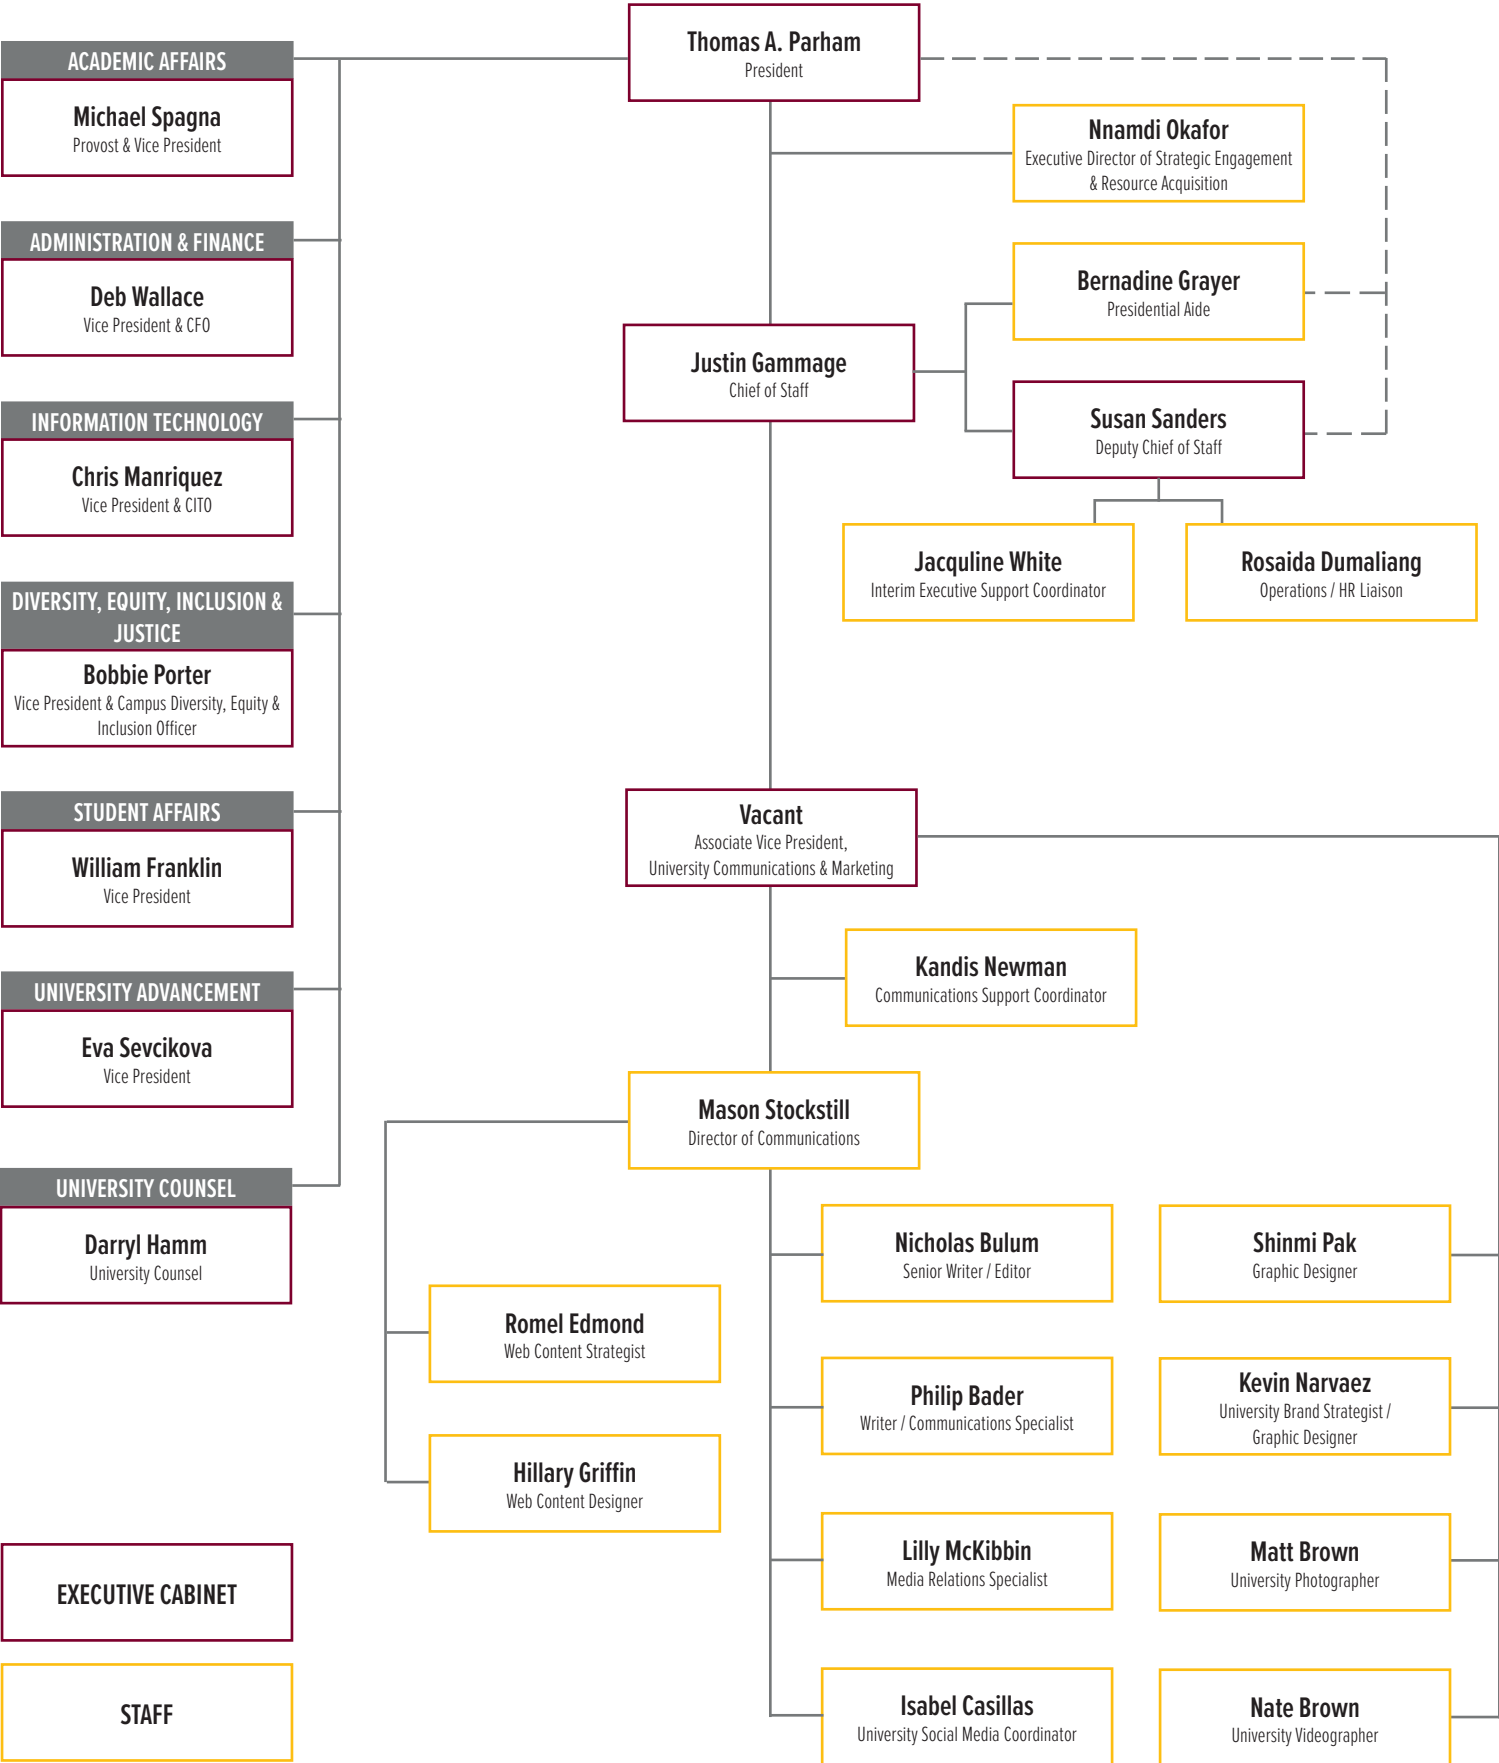 ACADEMIC AFFAIRS
Michael Spagna
Provost & Vice President
ADMINISTRATION & FINANCE
Deb Wallace
Vice President & CFO
INFORMATION TECHNOLOGY
Chris Manriquez
Vice President & CITO
DIVERSITY, EQUITY, INCLUSION &
JUSTICE
Bobbie Porter
Vice President & Campus Diversity, Equity &
Inclusion Officer
STUDENT AFFAIRS
William Franklin
Vice President
UNIVERSITY ADVANCEMENT
Eva Sevcikova
Vice President
UNIVERSITY COUNSEL
Darryl Hamm
University Counsel
EXECUTIVE CABINET
STAFF
Thomas A. Parham
President
Nnamdi Okafor
Executive Director of Strategic Engagement
& Resource Acquisition
Bernadine Grayer
Presidential Aide
Justin Gammage
Chief of Staff
Susan Sanders
Deputy Chief of Staff
Jacquline White
Interim Executive Support Coordinator
Rosaida Dumaliang
Operations / HR Liaison
Vacant
Associate Vice President,
University Communications & Marketing
Kandis Newman
Communications Support Coordinator
Mason Stockstill
Director of Communications
Romel Edmond
Web Content Strategist
Hillary Griffin
Web Content Designer
Nicholas Bulum
Senior Writer / Editor
Philip Bader
Writer / Communications Specialist
Lilly McKibbin
Media Relations Specialist
Isabel Casillas
University Social Media Coordinator
Shinmi Pak
Graphic Designer
Kevin Narvaez
University Brand Strategist /
Graphic Designer
Matt Brown
University Photographer
Nate Brown
University Videographer